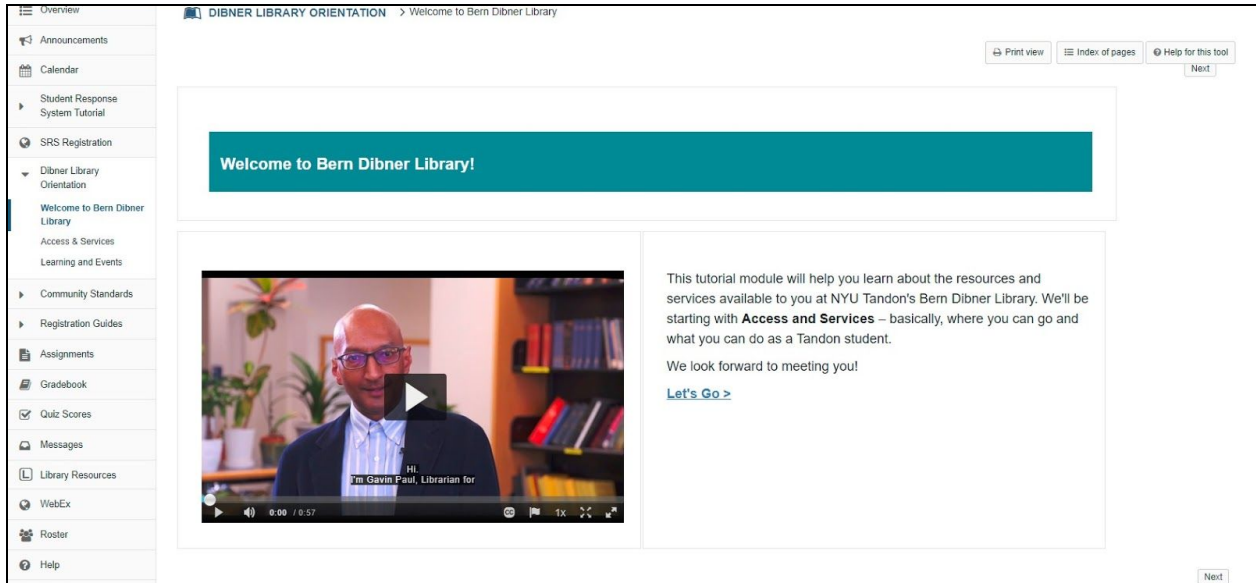 Overview
DIBNER LIBRARY ORIENTATION > Welcome to Bern Dibner Library
Announcements
Print view
Index of pages
Help for this tool
Calendar
Next
Student Response
System Tutorial
SRS Registration
Dibner Library
Orientation
Welcome to Bern Dibner
Library
Access & Services
Learning and Events
Community Standards
Registration Guides
Assignments
Gradebook
Quiz Scores
Messages
L Library Resources
WebEx
Roster
Help
Welcome to Bern Dibner Library!
Hi.
I'm Gavin Paul, Librarian for
0:00 / 0:57
CC
1x
This tutorial module will help you learn about the resources and
services available to you at NYU Tandon's Bern Dibner Library. We'll be
starting with Access and Services – basically, where you can go and
what you can do as a Tandon student.
We look forward to meeting you!
Let's Go >
Next